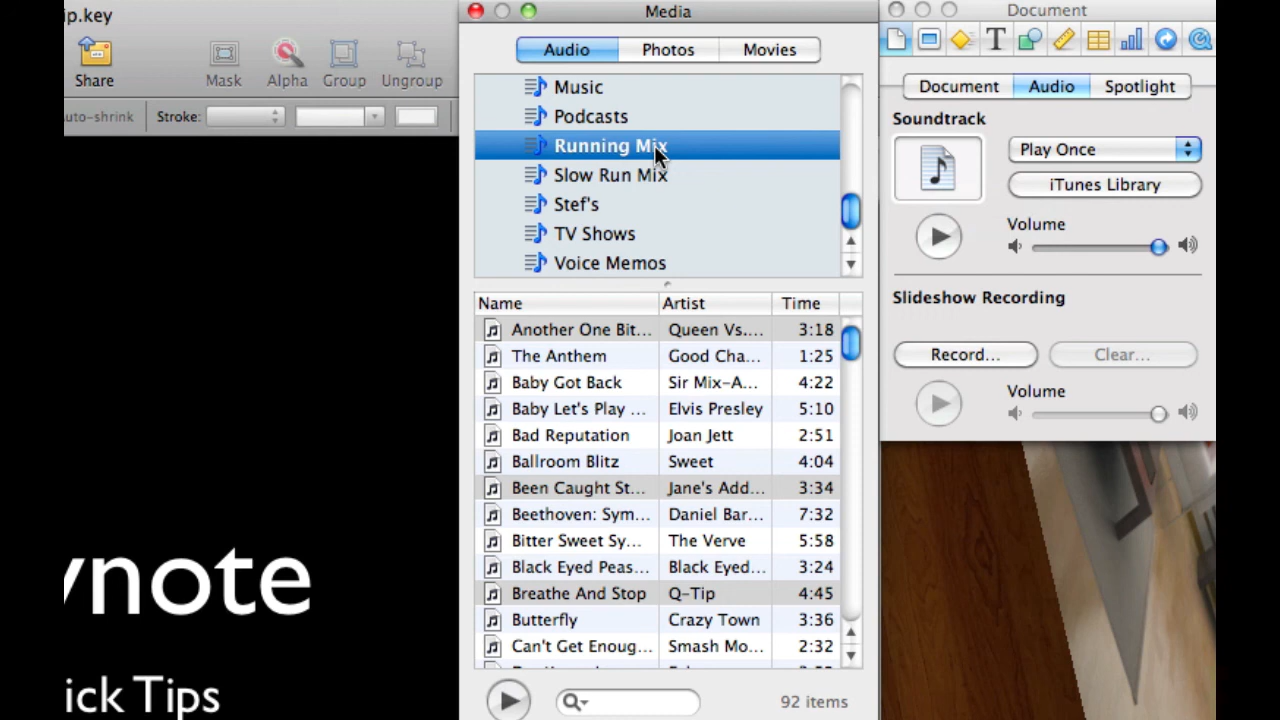 ip.key
Share
Mask
Alpha
Group
Ungroup
uto-shrink
Stroke:
ynote
ick Tips
Media
Audio
Photos
Movies
Music
Podcasts
Running Mix
Slow Run Mix
Stef's
TV Shows
Voice Memos
Name Artist Time
Another One Bit... Queen Vs.... 3:18
The Anthem Good Cha... 1:25
Baby Got Back Sir Mix-A... 4:22
Baby Let's Play ... Elvis Presley 5:10
Bad Reputation Joan Jett 2:51
Ballroom Blitz Sweet 4:04
Been Caught St... Jane's Add... 3:34
Beethoven: Sym... Daniel Bar... 7:32
Bitter Sweet Sy... The Verve 5:58
Black Eyed Peas... Black Eyed... 3:24
Breathe And Stop Q-Tip 4:45
Butterfly Crazy Town 3:36
Can't Get Enoug... Smash Mo... 2:32
92 items
Document
T
Document
Audio
Spotlight
Soundtrack
Play Once
iTunes Library
Volume
Slideshow Recording
Record...
Clear...
Volume